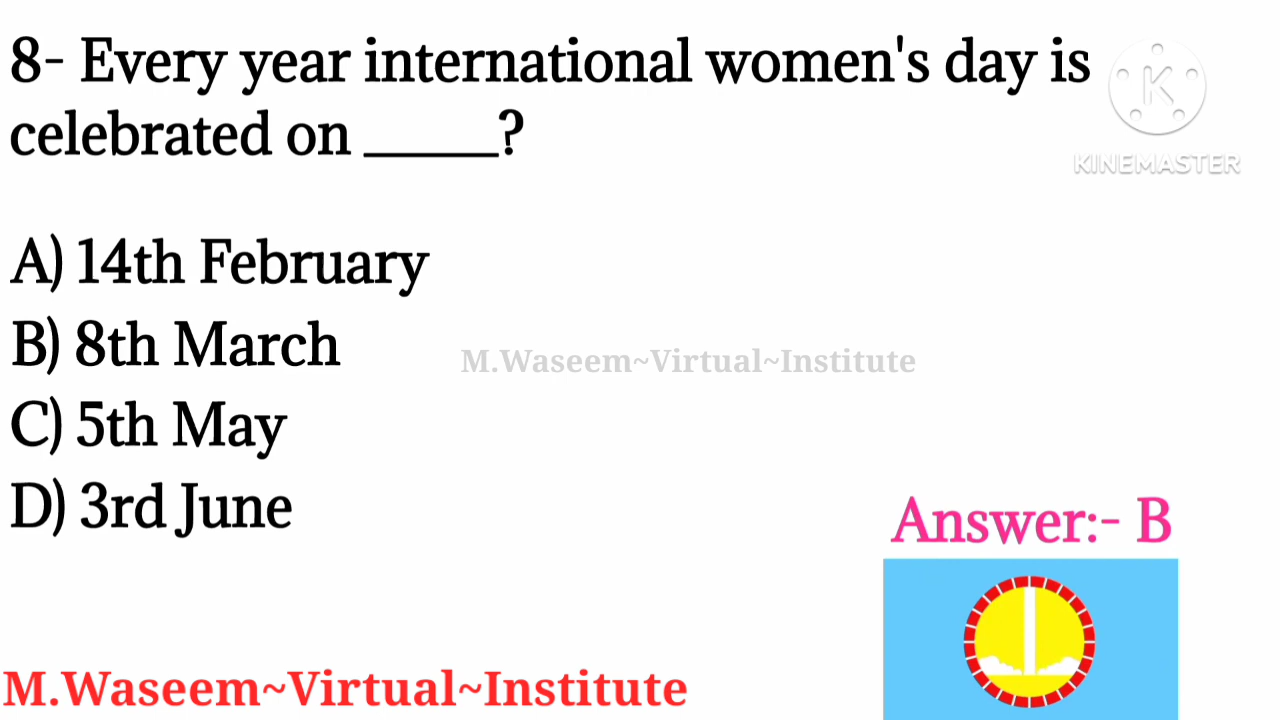 8- Every year international women's day is
celebrated on _____?
K
KINEMASTER
A) 14th February
B) 8th March
M.Waseem~Virtual~Institute
C) 5th May
D) 3rd June
Answer:- B
M.Waseem~Virtual~Institute